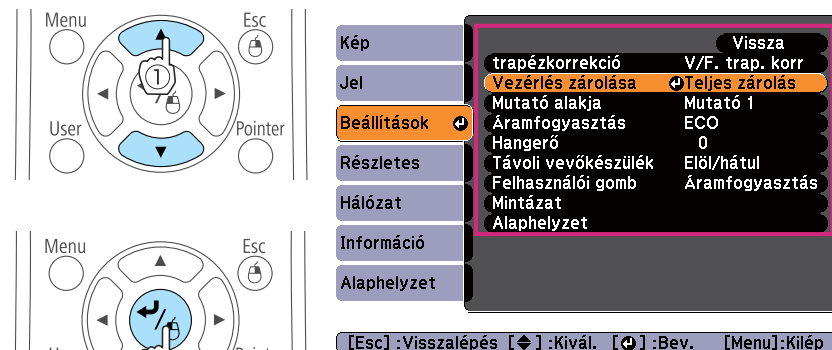 Menu Esc
①
User Pointer
Menu Esc
Kép
Jel
Beállítások
Részletes
Hálózat
Információ
Alaphelyzet
Vissza
trapézkorrekció V/F. trap. korr
Vezérlés zárolása Teljes zárolás
Mutató alakja Mutató 1
Áramfogyasztás ECO
Hangerő 0
Távoli vevőkészülék Elöl/hátul
Felhasználói gomb Áramfogyasztás
Mintázat
Alaphelyzet
[Esc] :Visszalépés [◆] :Kivál. [⏎] :Bev. [Menu]:Kilép